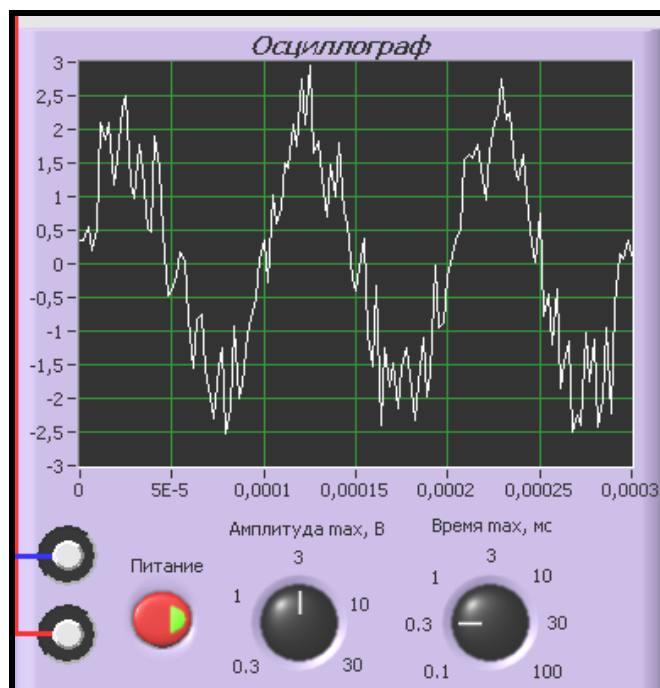 Осциллограф
3
2,5
2
1,5
1
0,5
0
-0,5
-1
-1,5
-2
-2,5
-3
0 5E-5 0,0001 0,00015 0,0002 0,00025 0,0003
Питание
Амплитуда max, В
0.3 1 3 10 30
Время max, мс
0.1 0.3 1 3 10 30 100